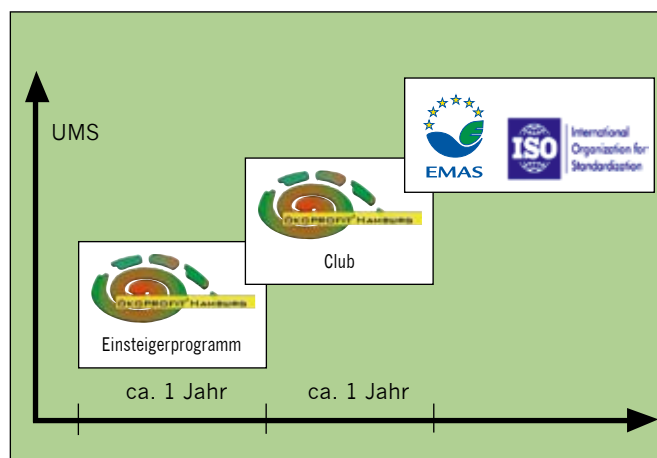 UMS
EMAS
ISO
International
Organization for
Standardization
ÖKOPROFIT HAMBURG
Club
ÖKOPROFIT HAMBURG
Einsteigerprogramm
ca. 1 Jahr
ca. 1 Jahr